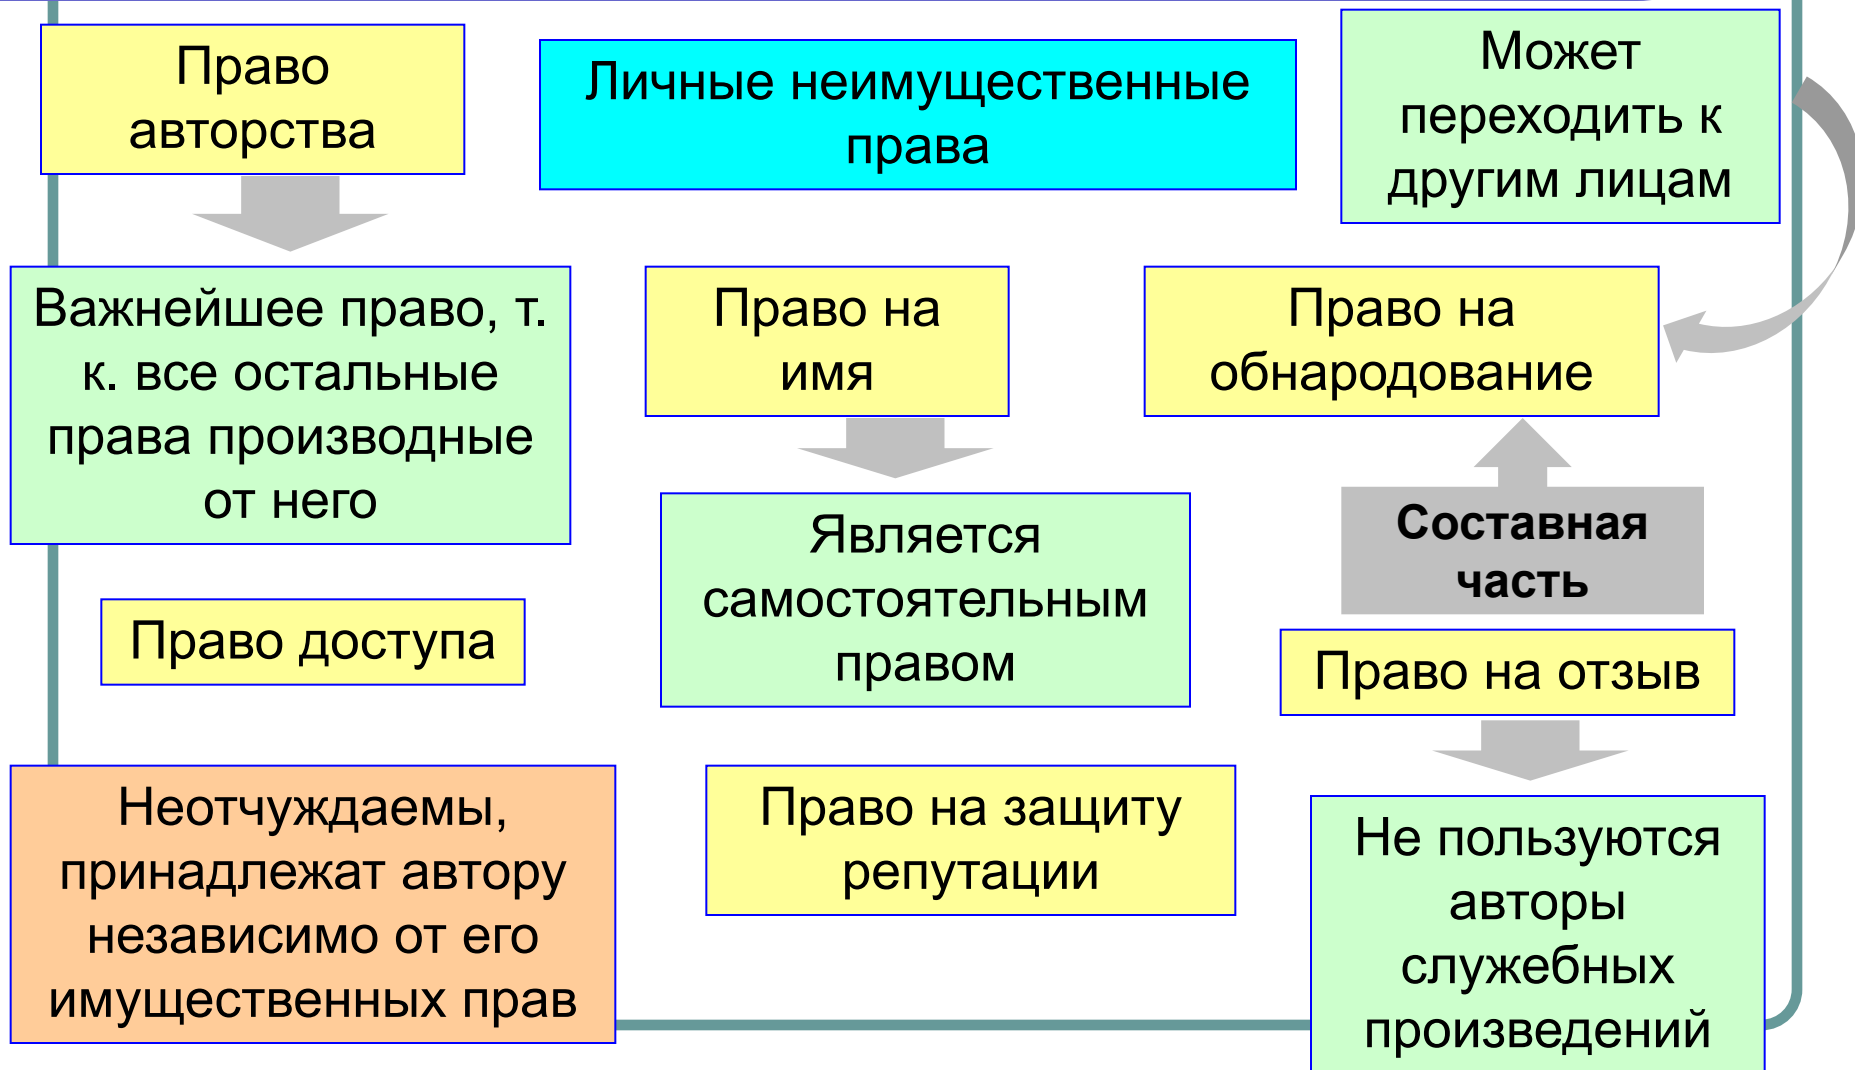 Право
авторства
Личные неимущественные
права
Может
переходить к
другим лицам
Важнейшее право, т.
к. все остальные
права производные
от него
Право на
имя
Право на
обнародование
Является
самостоятельным
правом
Составная
часть
Право доступа
Право на отзыв
Неотчуждаемы,
принадлежат автору
независимо от его
имущественных прав
Право на защиту
репутации
Не пользуются
авторы
служебных
произведений